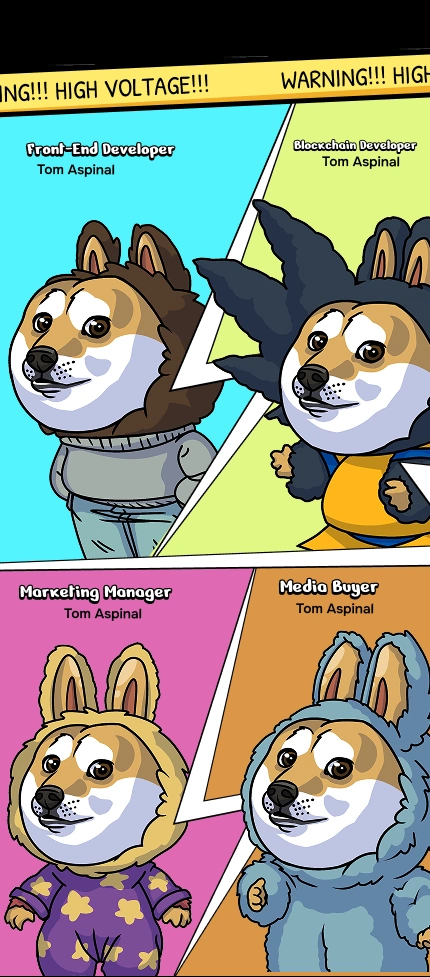 ING!!! HIGH VOLTAGE!!! WARNING!!! HIGH
Front-End Developer
Tom Aspinal
Blockchain Developer
Tom Aspinal
Marketing Manager
Tom Aspinal
Media Buyer
Tom Aspinal